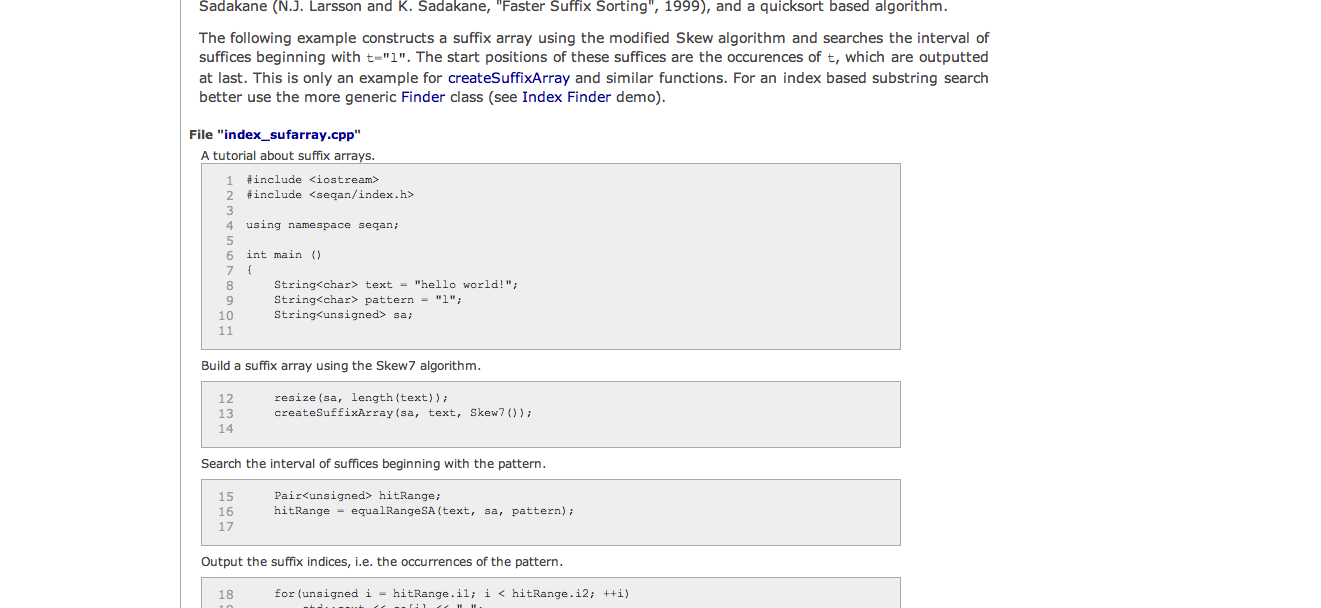 Sadakane (N.J. Larsson and K. Sadakane, "Faster Suffix Sorting", 1999), and a quicksort based algorithm.
The following example constructs a suffix array using the modified Skew algorithm and searches the interval of
suffices beginning with t="l". The start positions of these suffices are the occurences of t, which are outputted
at last. This is only an example for createSuffixArray and similar functions. For an index based substring search
better use the more generic Finder class (see Index Finder demo).
File "index_sufarray.cpp"
A tutorial about suffix arrays.
1 #include <iostream>
2 #include <seqan/index.h>
3
4 using namespace seqan;
5
6 int main ()
7 {
8 String<char> text = "hello world!";
9 String<char> pattern = "l";
10 String<unsigned> sa;
11
Build a suffix array using the Skew7 algorithm.
12 resize(sa, length(text));
13 createSuffixArray(sa, text, Skew7());
14
Search the interval of suffices beginning with the pattern.
15 Pair<unsigned> hitRange;
16 hitRange = equalRangeSA(text, sa, pattern);
17
Output the suffix indices, i.e. the occurrences of the pattern.
18 for(unsigned i = hitRange.i1; i < hitRange.i2; ++i)